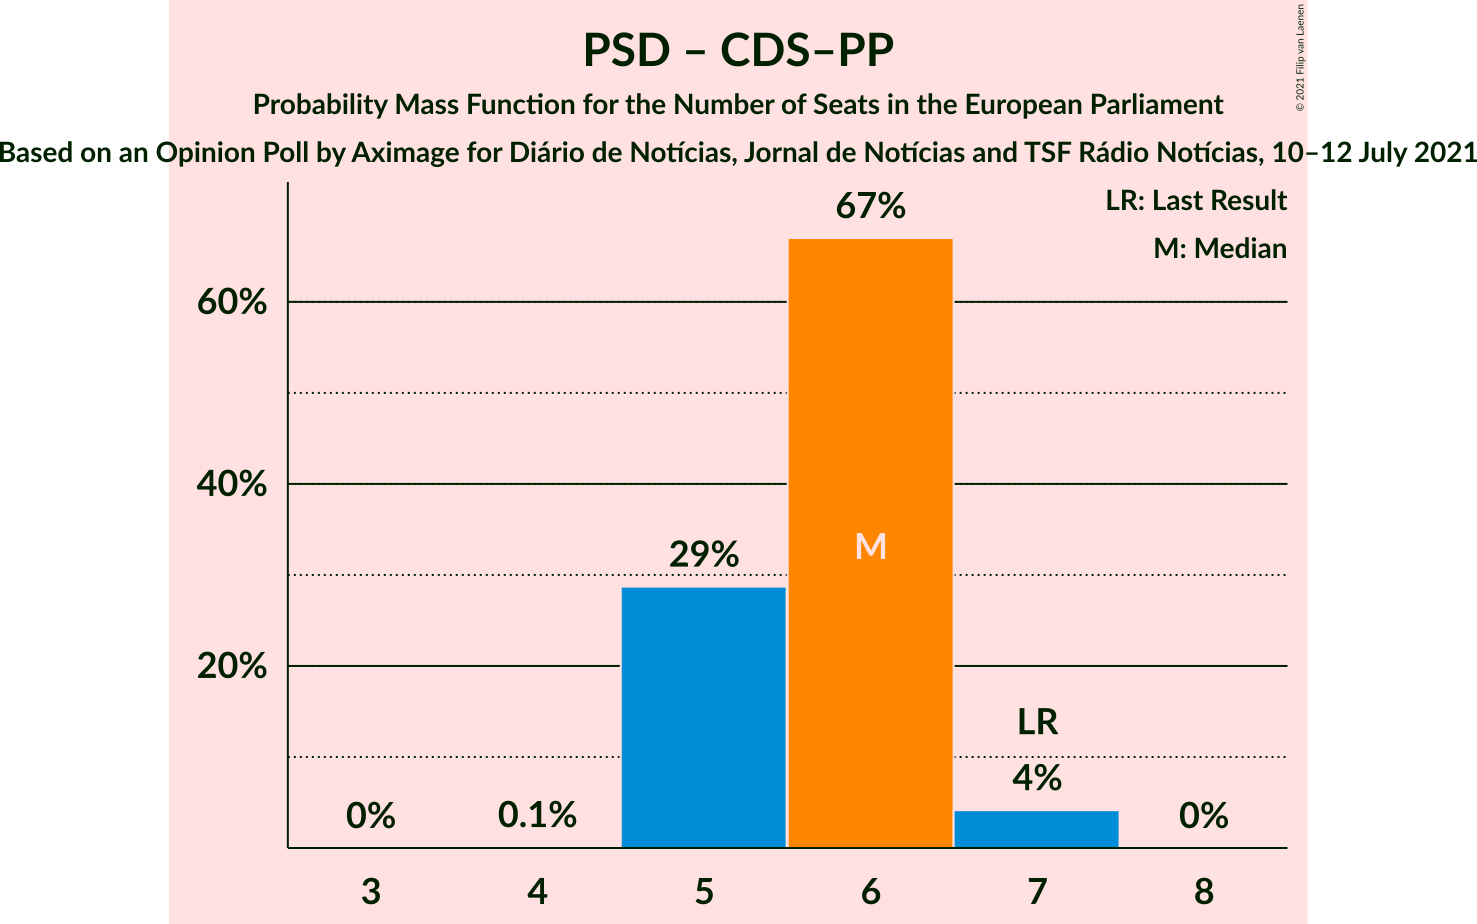 PSD – CDS–PP
Probability Mass Function for the Number of Seats in the European Parliament
Based on an Opinion Poll by Aximage for Diário de Notícias, Jornal de Notícias and TSF Rádio Notícias, 10–12 July 2021
© 2021 Filip van Laenen
LR: Last Result
M: Median
67%
60%
40%
29%
M
20%
LR
4%
0%
0.1%
0%
3
4
5
6
7
8